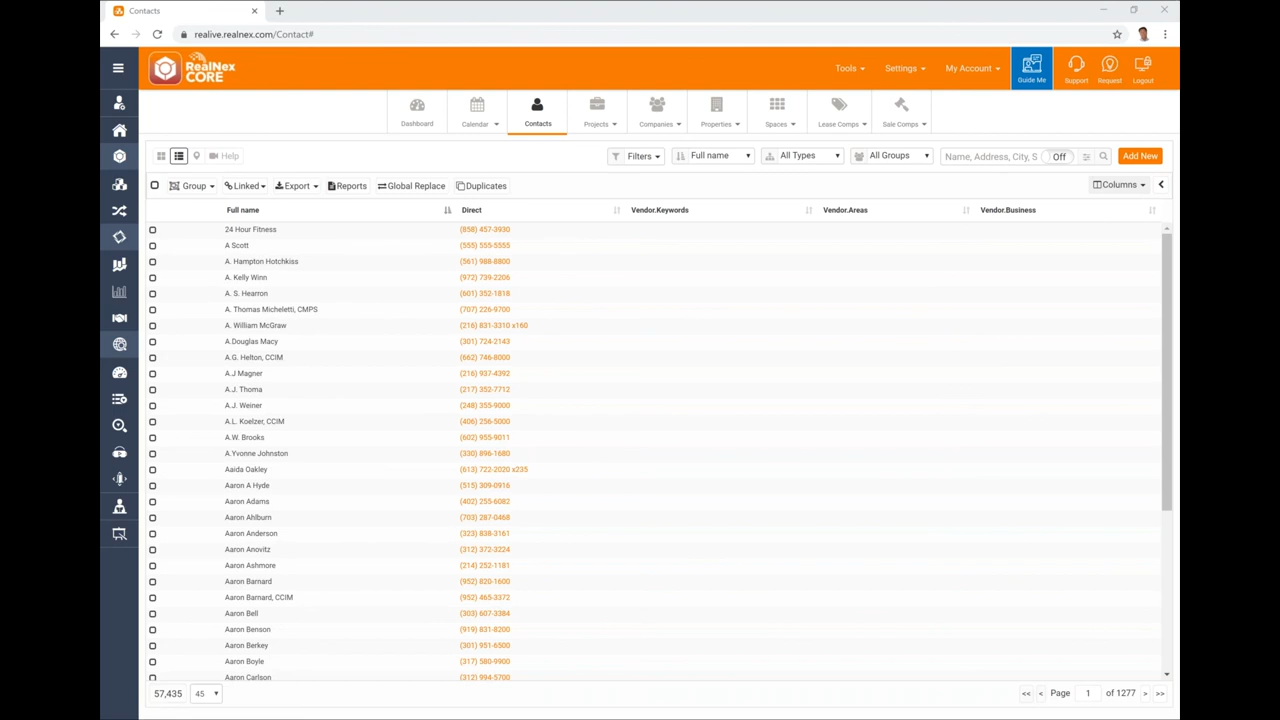 Contacts
realive.realnex.com/Contact#
RealNex CORE
Tools Settings My Account Guide Me Support Request Logout
Dashboard Calendar Contacts Projects Companies Properties Spaces Lease Comps Sale Comps
Help Filters Full name All Types All Groups Name, Address, City, S Off Add New
Group Linked Export Reports Global Replace Duplicates Columns
Full name Direct Vendor.Keywords Vendor.Areas Vendor.Business
24 Hour Fitness (858) 457-3930
A Scott (555) 555-5555
A. Hampton Hotchkiss (561) 988-8800
A. Kelly Winn (972) 739-2206
A. S. Hearron (601) 352-1818
A. Thomas Micheletti, CMPS (707) 226-9700
A. William McGraw (216) 831-3310 x160
A.Douglas Macy (301) 724-2143
A.G. Helton, CCIM (662) 746-8000
A.J Magner (216) 937-4392
A.J. Thoma (217) 352-7712
A.J. Weiner (248) 355-9000
A.L. Koelzer, CCIM (406) 256-5000
A.W. Brooks (602) 955-9011
A.Yvonne Johnston (330) 896-1680
Aaida Oakley (613) 722-2020 x235
Aaron A Hyde (515) 309-0916
Aaron Adams (402) 255-6082
Aaron Ahlburn (703) 287-0468
Aaron Anderson (323) 838-3161
Aaron Anovitz (312) 372-3224
Aaron Ashmore (214) 252-1181
Aaron Barnard (952) 820-1600
Aaron Barnard, CCIM (952) 465-3372
Aaron Bell (303) 607-3384
Aaron Benson (919) 831-8200
Aaron Berkey (301) 951-6500
Aaron Boyle (317) 580-9900
Aaron Carlson (312) 994-5700
57,435 45 << < Page 1 of 1277 > >>